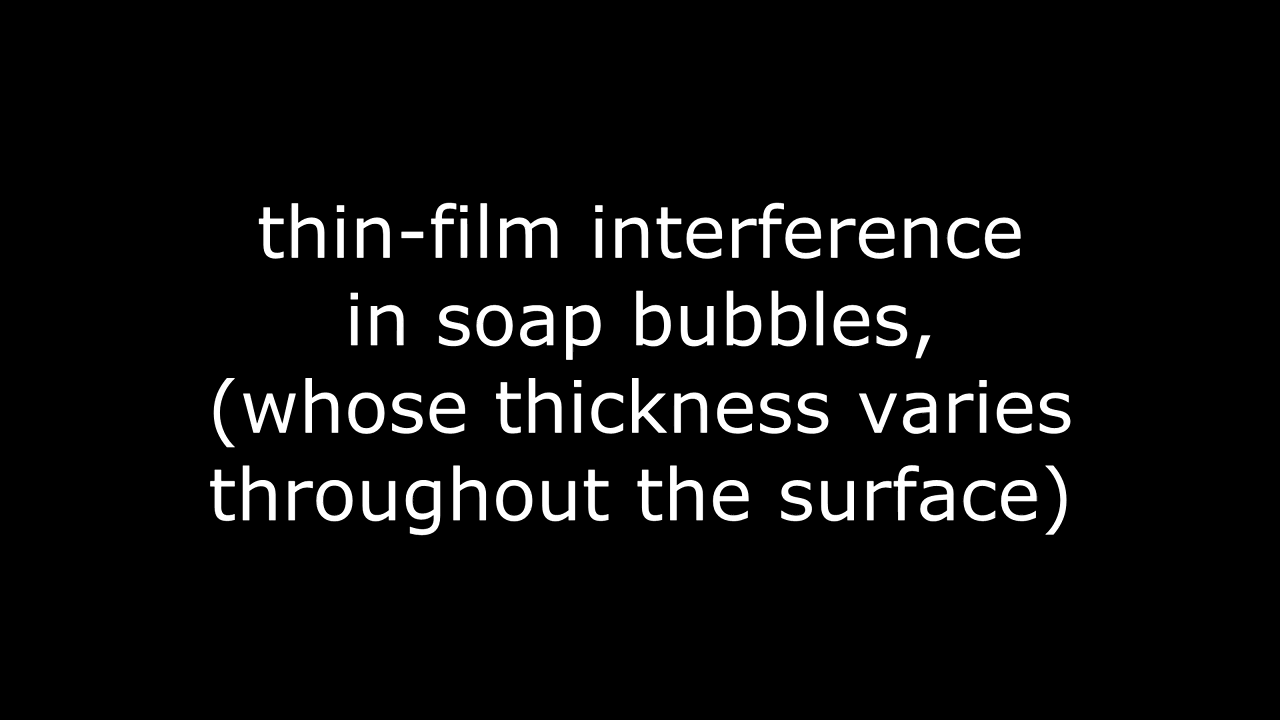 thin-film interference
in soap bubbles,
(whose thickness varies
throughout the surface)